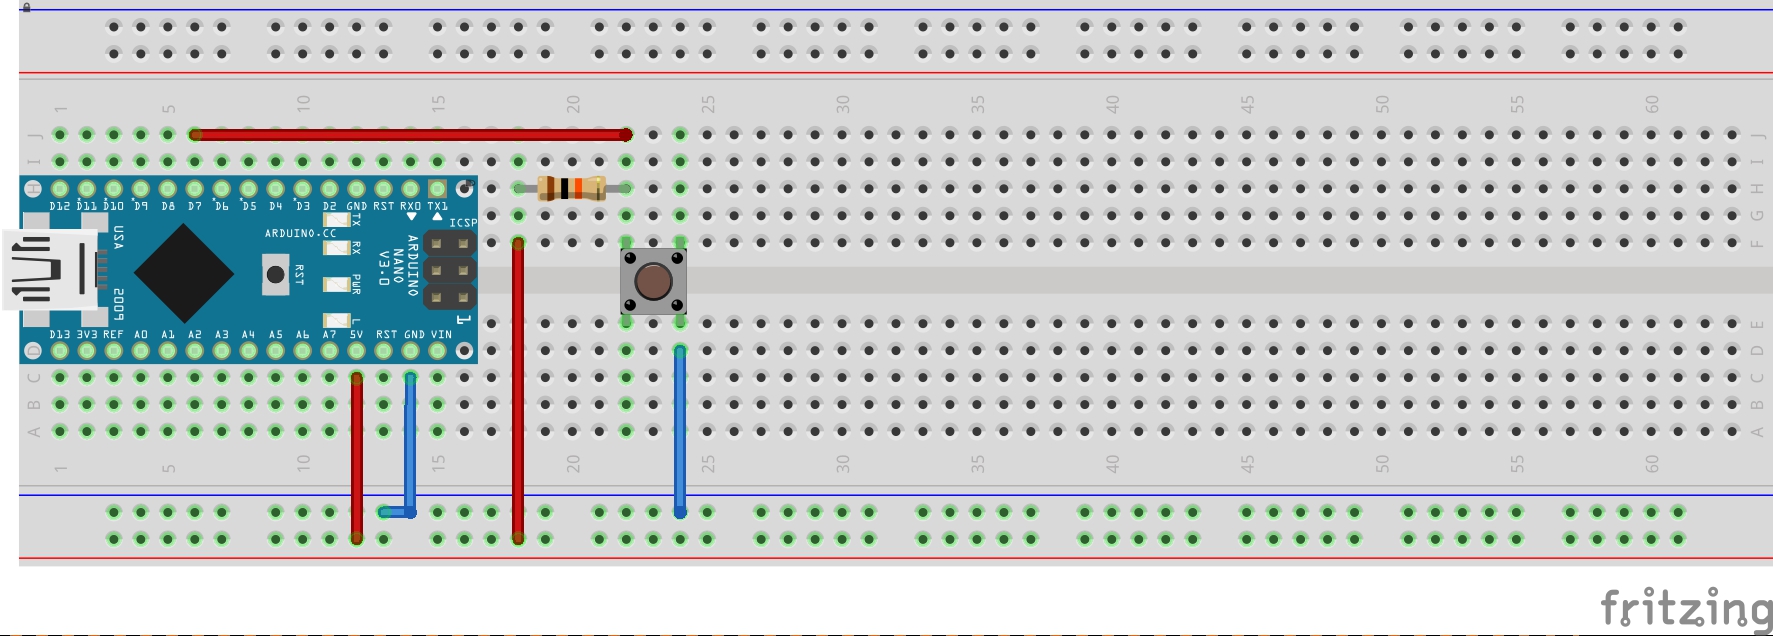 1 5 10 15 20 25 30 35 40 45 50 55 60
J J
I I
H H
D12 D11 D10 D9 D8 D7 D6 D5 D4 D3 D2 GND RST RX0 TX1
G G
ICSP
ARDUINO.CC
TX
RX
PWR
L
USA
2009
RST
ARDUINO
NANO
V3.0
F F
1
E E
D13 3V3 REF A0 A1 A2 A3 A4 A5 A6 A7 5V RST GND VIN
D D
C C
B B
A A
1 5 10 15 20 25 30 35 40 45 50 55 60
fritzing